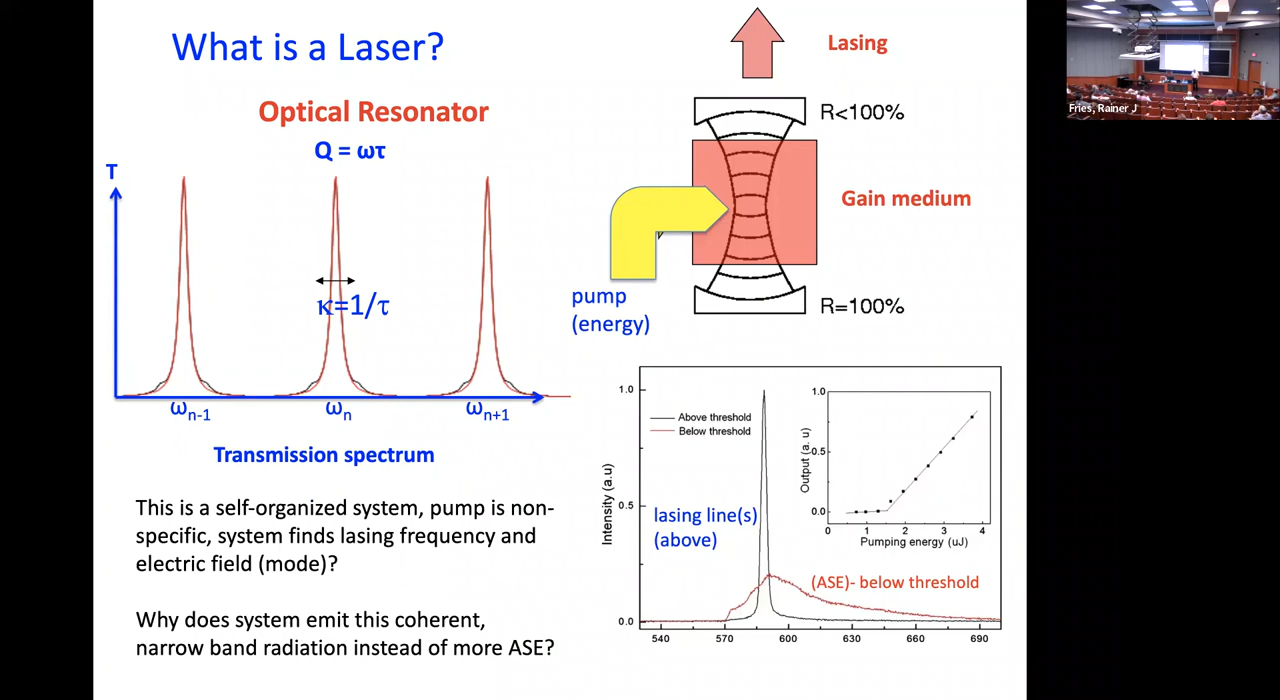 What is a Laser?
Optical Resonator
Q = ωτ
T
κ=1/τ
ωn-1
ωn
ωn+1
Transmission spectrum
This is a self-organized system, pump is non-
specific, system finds lasing frequency and
electric field (mode)?
Why does system emit this coherent,
narrow band radiation instead of more ASE?
Lasing
R<100%
Gain medium
pump
(energy)
R=100%
1.0
0.5
0.0
Intensity (a.u)
Above threshold
Below threshold
lasing line(s)
(above)
(ASE)- below threshold
540 570 600 630 660 690
1.0
0.5
0.0
Output (a. u)
0 1 2 3 4
Pumping energy (uJ)
Fries, Rainer J